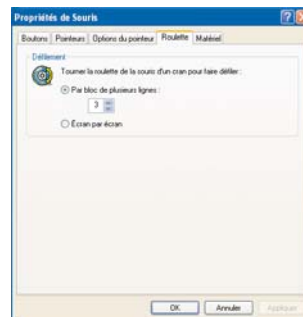 Propriétés de Souris
Boutons Pointeurs Options du pointeur Roulette Matériel
Défilement
Tourner la roulette de la souris d'un cran pour faire défiler :
Par bloc de plusieurs lignes :
3
Écran par écran
OK Annuler Appliquer